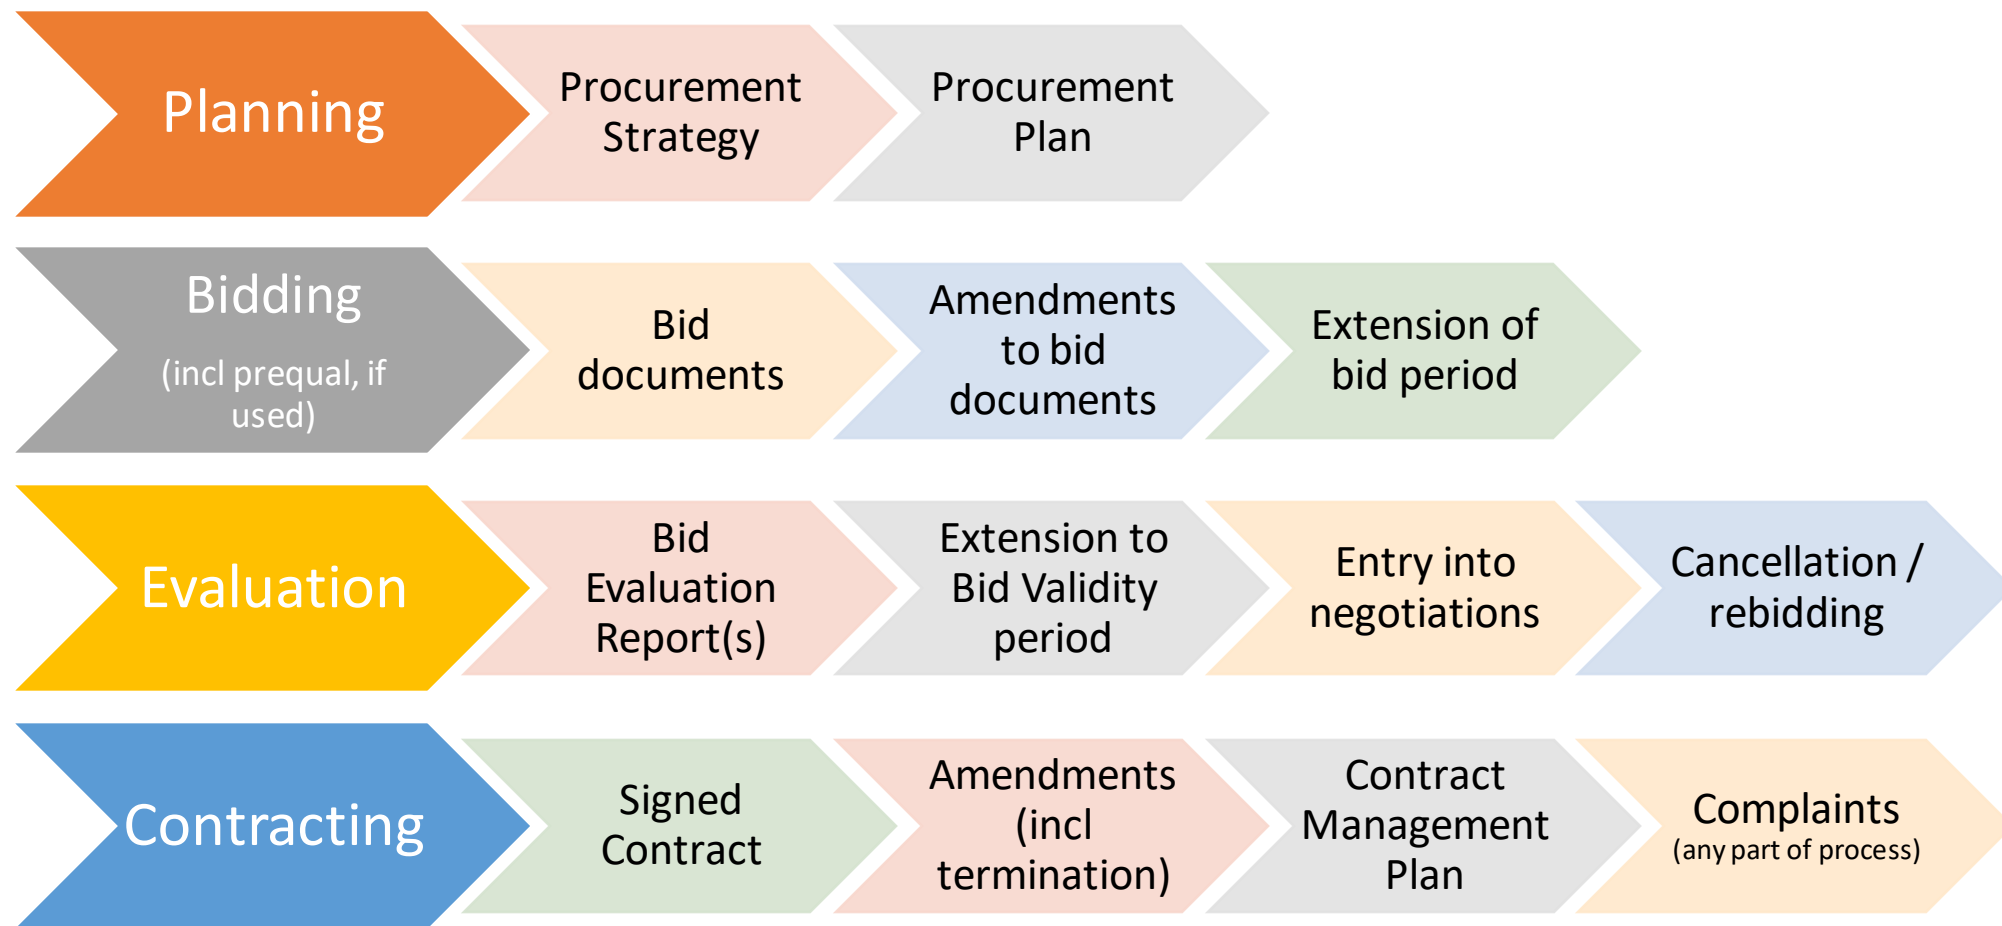 Planning
Procurement
Strategy
Procurement
Plan
Bidding
(incl prequal, if
used)
Bid
documents
Amendments
to bid
documents
Extension of
bid period
Evaluation
Bid
Evaluation
Report(s)
Extension to
Bid Validity
period
Entry into
negotiations
Cancellation /
rebidding
Contracting
Signed
Contract
Amendments
(incl
termination)
Contract
Management
Plan
Complaints
(any part of process)